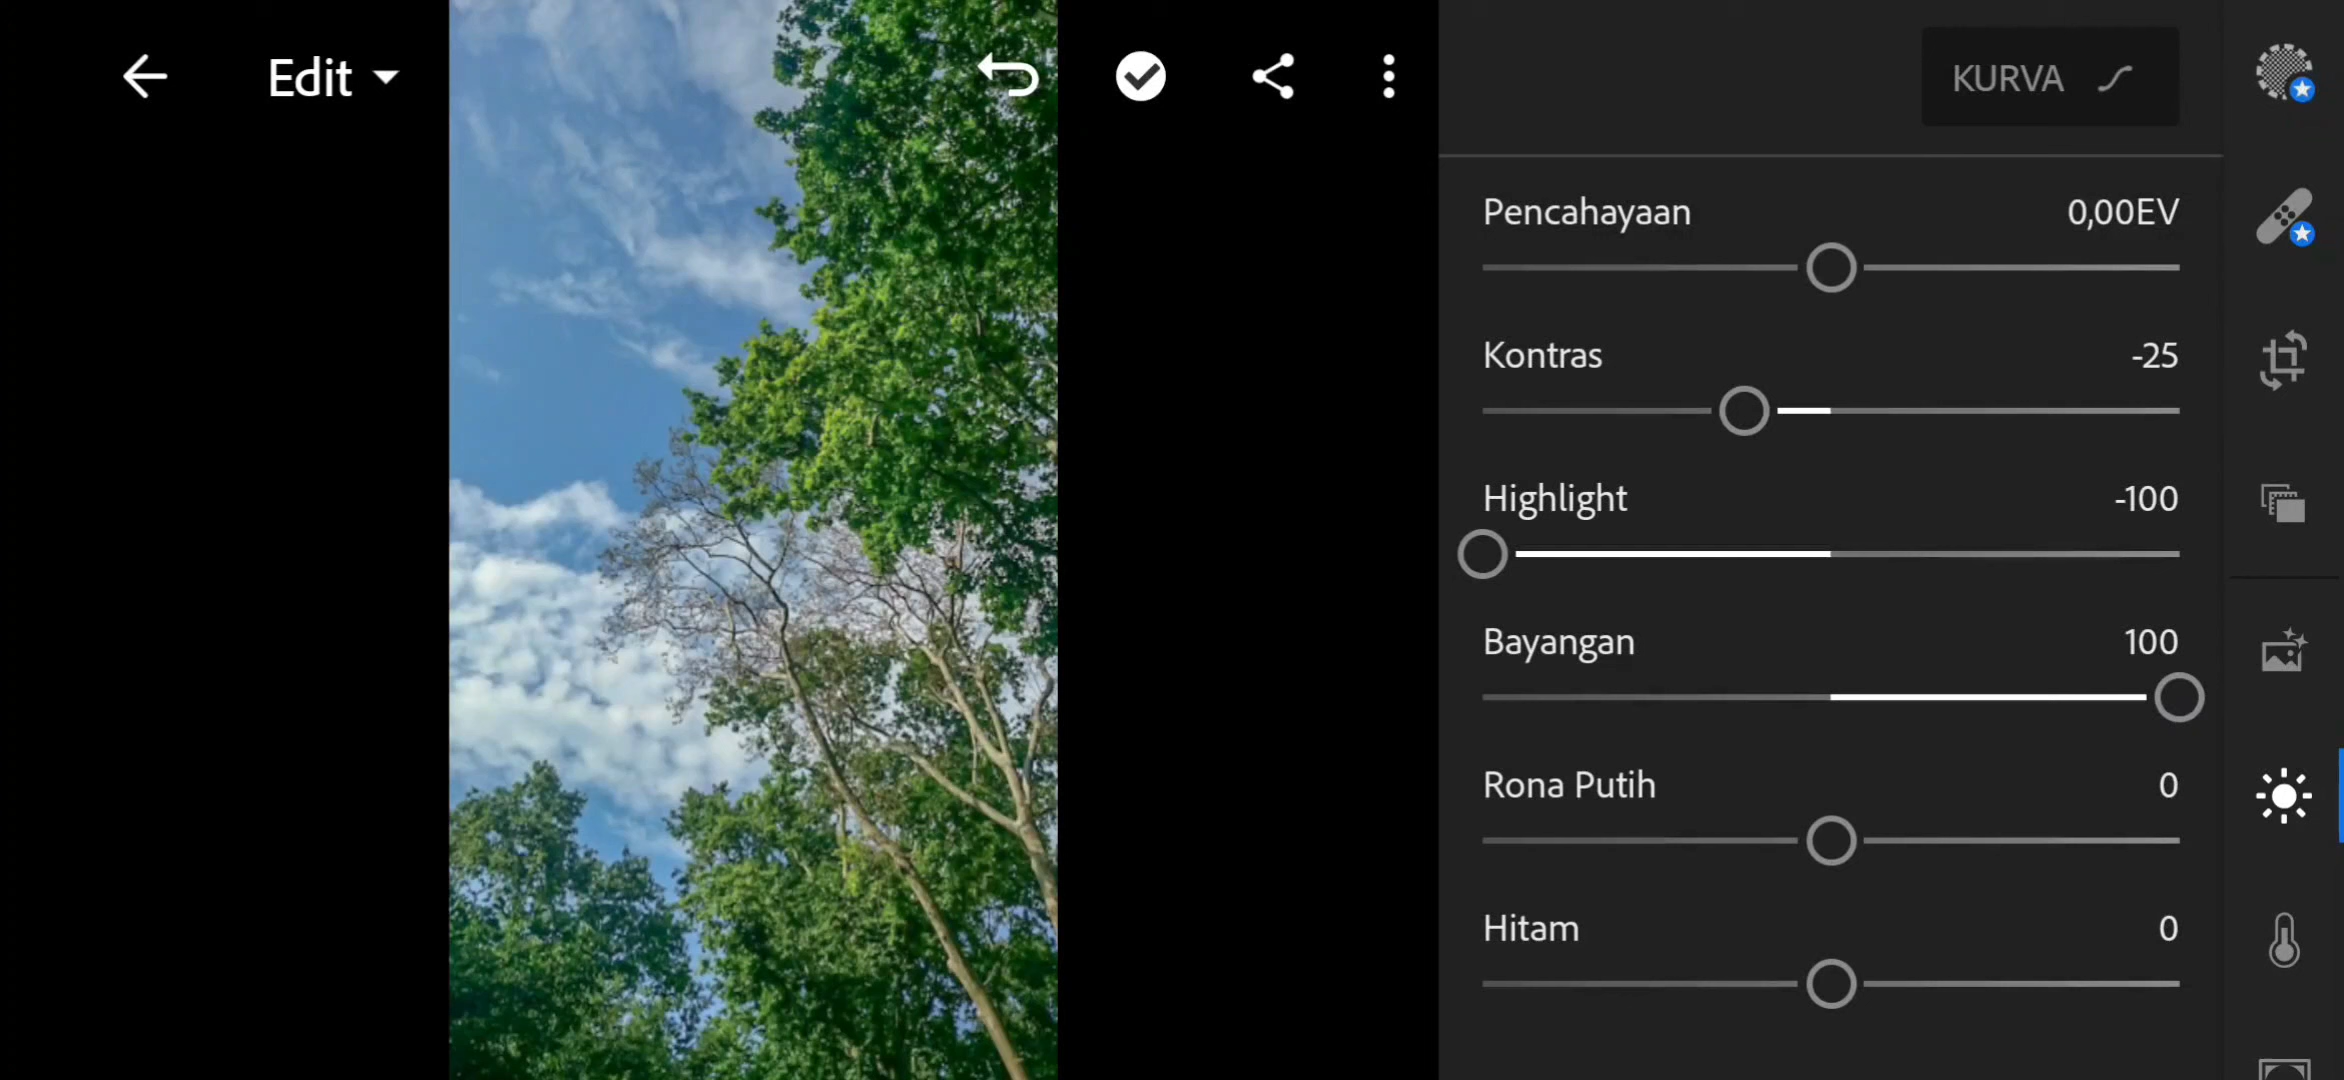 Edit
KURVA
Pencahayaan 0,00EV
Kontras -25
Highlight -100
Bayangan 100
Rona Putih 0
Hitam 0